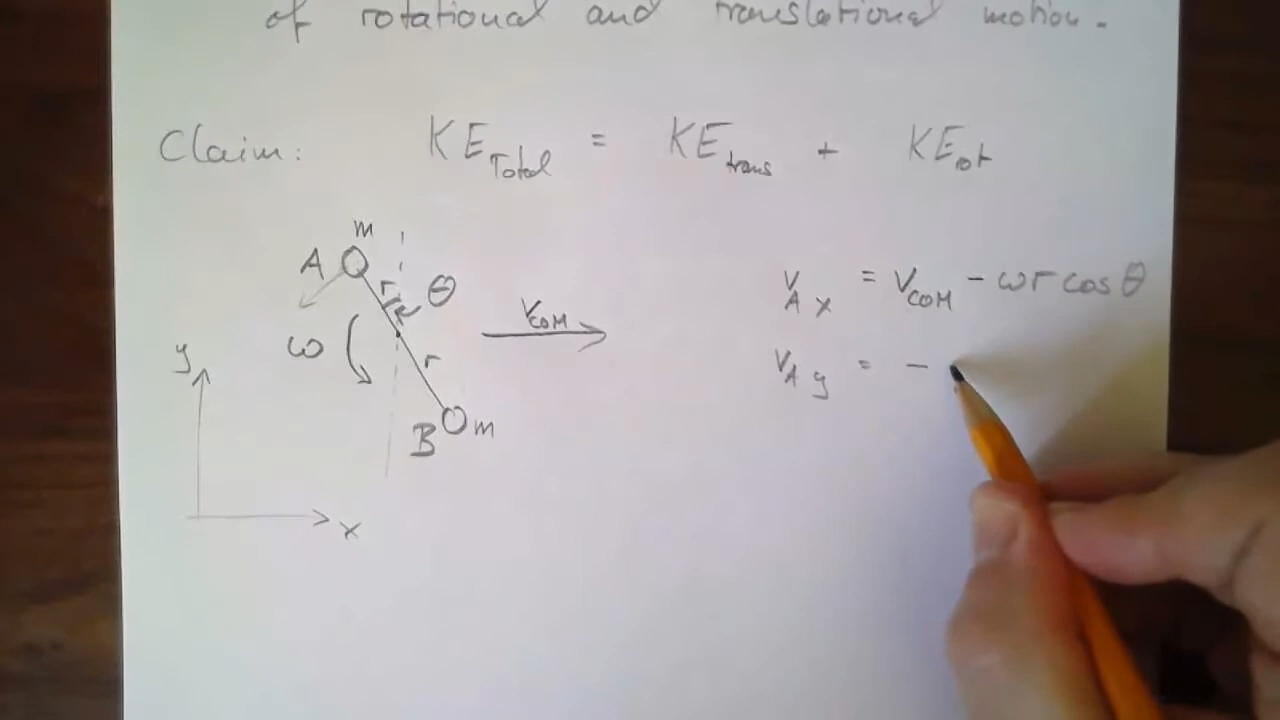 of rotational and translational motion.
Claim: KE_Total = KE_trans + KE_rot
m
A r θ
v_COM
ω r
B m
y
x
v_Ax = v_COM - ωr cos θ
v_Ay = -